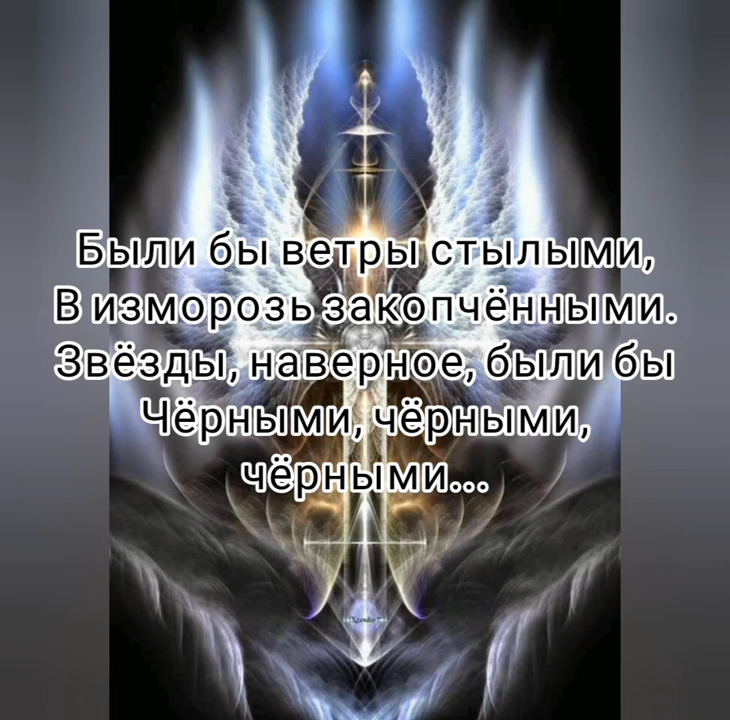 Были бы ветры стылыми,
В изморозь закопчёнными.
Звёзды, наверное, были бы
Чёрными, чёрными,
чёрными...